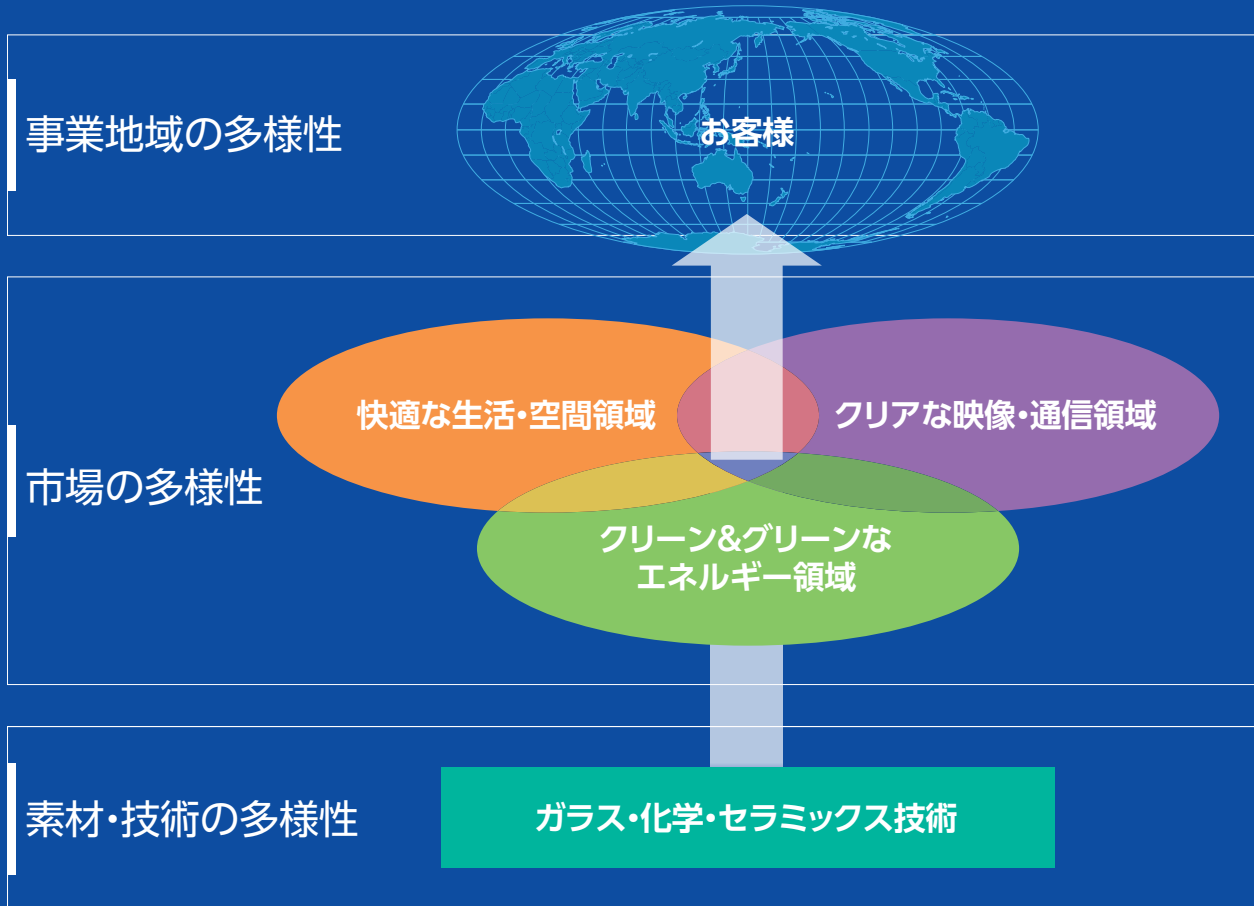 事業地域の多様性
お客様
市場の多様性
快適な生活・空間領域
クリアな映像・通信領域
クリーン&グリーンな
エネルギー領域
素材・技術の多様性
ガラス・化学・セラミックス技術